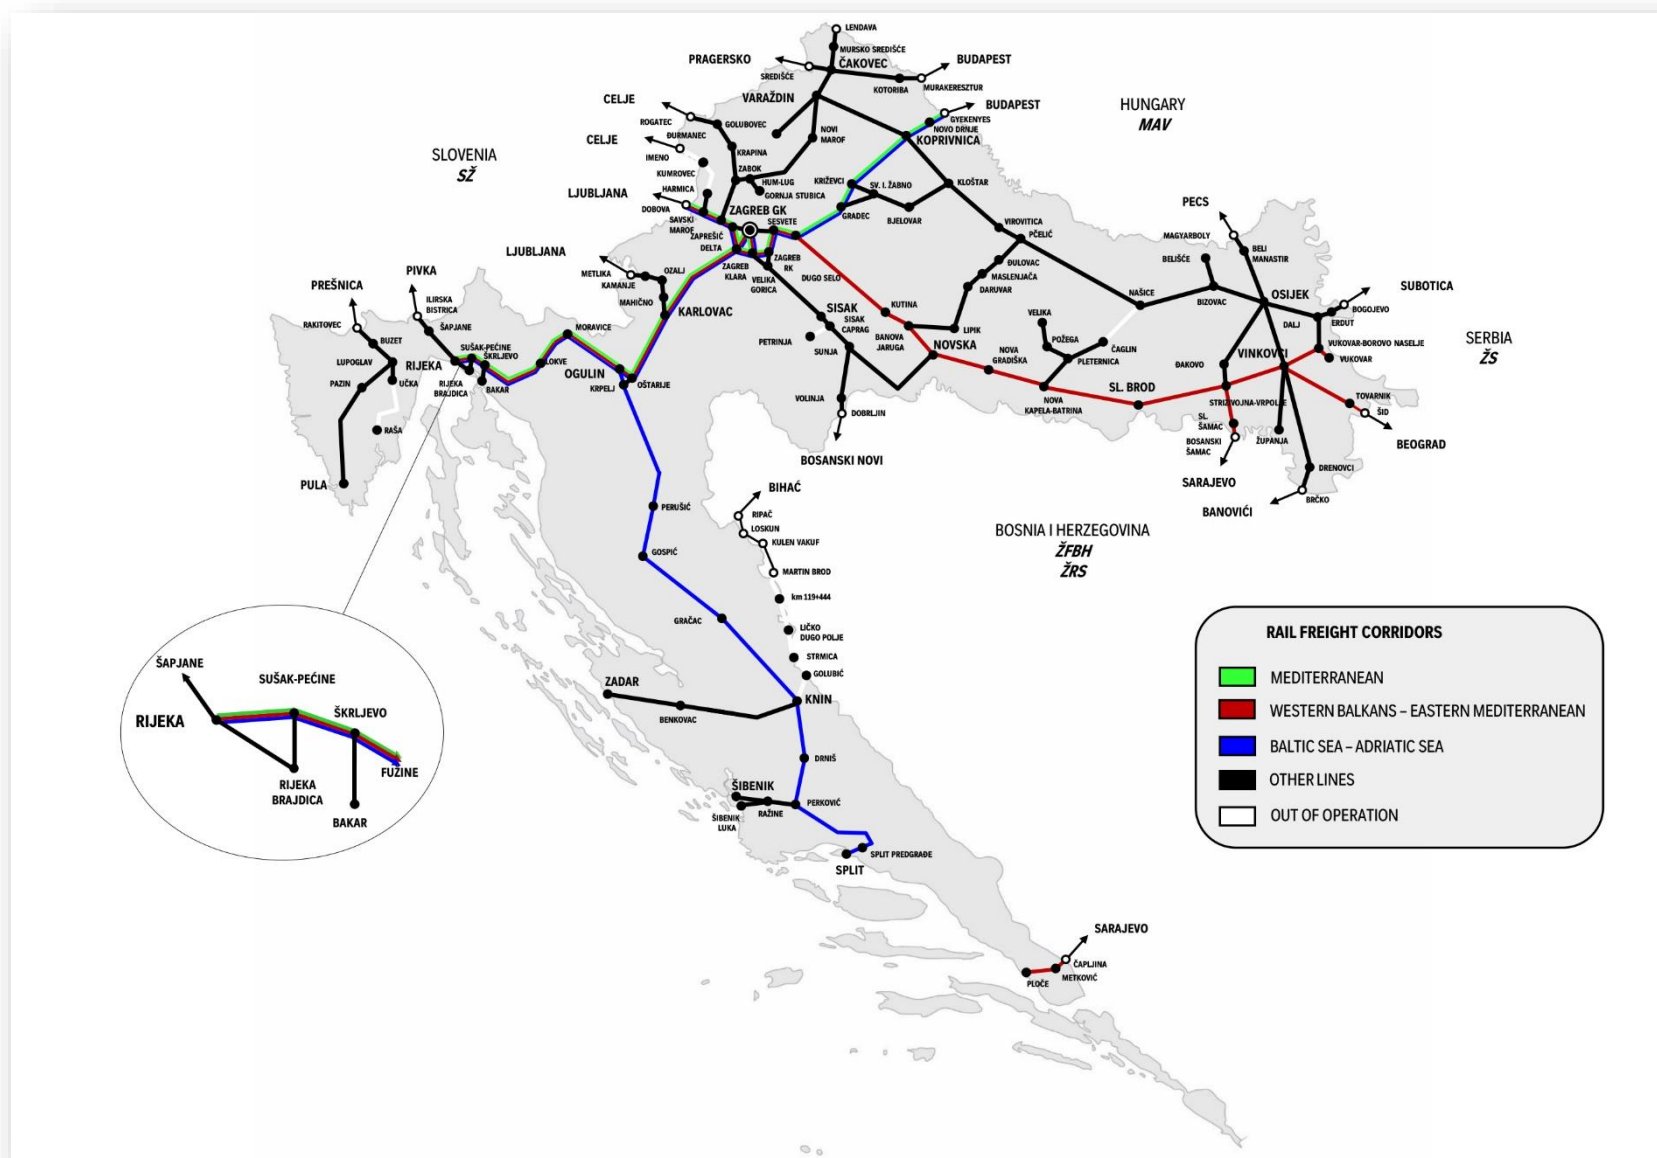 LENDAVA
MURSKO SREDIŠĆE
PRAGERSKO
ČAKOVEC
BUDAPEST
SREDIŠĆE
KOTORIBA
MURAKERESZTUR
CELJE
VARAŽDIN
BUDAPEST
HUNGARY
MAV
ROGATEC
GOLUBOVEC
GYEKENYES
NOVO DRNJE
ĐURMANEC
NOVI
MAROF
KOPRIVNICA
CELJE
SLOVENIA
SŽ
IMENO
KRAPINA
KUMROVEC
ZABOK
HUM-LUG
GORNJA STUBICA
KRIŽEVCI
SV. I. ŽABNO
KLOŠTAR
LJUBLJANA
HARMICA
DOBOVA
SAVSKI
MAROF
ZAGREB GK
SESVETE
GRADEC
BJELOVAR
PECS
ZAPREŠIĆ
DELTA
VIROVITICA
PČELIĆ
MAGYARBOLY
BELI
MANASTIR
LJUBLJANA
ZAGREB
KLARA
ZAGREB
RK
VELIKA
GORICA
DUGO SELO
ĐULOVAC
MASLENJAČA
DARUVAR
BELIŠĆE
METLIKA
KAMANJE
OZALJ
MAHIČNO
PIVKA
PREŠNICA
ILIRSKA
BISTRICA
KARLOVAC
SISAK
SISAK
CAPRAG
KUTINA
NAŠICE
BIZOVAC
OSIJEK
SUBOTICA
BOGOJEVO
ERDUT
DALJ
RAKITOVEC
BUZET
ŠAPJANE
MORAVICE
PETRINJA
SUNJA
BANOVA
JARUGA
LIPIK
NOVSKA
VELIKA
POŽEGA
ČAGLIN
PLETERNICA
SERBIA
ŽS
VUKOVAR-BOROVO NASELJE
VUKOVAR
LUPOGLAV
RIJEKA
SUŠAK-PEĆINE
ŠKRLJEVO
LOKVE
OGULIN
OŠTARIJE
KRPELJ
NOVA
GRADIŠKA
ĐAKOVO
VINKOVCI
PAZIN
UČKA
RIJEKA
BRAJDICA
BAKAR
VOLINJA
DOBRLJIN
NOVA
KAPELA-BATRINA
SL. BROD
STRIZIVOJNA-VRPOLJE
TOVARNIK
ŠID
RAŠA
SL.
ŠAMAC
BOSANSKI
ŠAMAC
ŽUPANJA
BEOGRAD
BOSANSKI NOVI
DRENOVCI
PULA
SARAJEVO
BRČKO
BANOVIĆI
BIHAĆ
PERUŠIĆ
RIPAČ
LOSKUN
KULEN VAKUF
BOSNIA I HERZEGOVINA
ŽFBH
ŽRS
GOSPIĆ
MARTIN BROD
km 119+444
GRAČAC
LIČKO
DUGO POLJE
STRMICA
GOLUBIĆ
ZADAR
KNIN
BENKOVAC
DRNIŠ
ŠIBENIK
PERKOVIĆ
RAŽINE
ŠIBENIK
LUKA
SPLIT PREDGRAĐE
SPLIT
SARAJEVO
ČAPLJINA
METKOVIĆ
PLOČE
ŠAPJANE
SUŠAK-PEĆINE
RIJEKA
ŠKRLJEVO
FUZINE
RIJEKA
BRAJDICA
BAKAR
RAIL FREIGHT CORRIDORS
MEDITERRANEAN
WESTERN BALKANS – EASTERN MEDITERRANEAN
BALTIC SEA – ADRIATIC SEA
OTHER LINES
OUT OF OPERATION